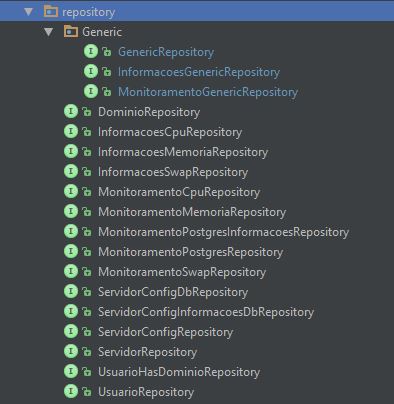 repository
Generic
I GenericRepository
I InformacoesGenericRepository
I MonitoramentoGenericRepository
I DominioRepository
I InformacoesCpuRepository
I InformacoesMemoriaRepository
I InformacoesSwapRepository
I MonitoramentoCpuRepository
I MonitoramentoMemoriaRepository
I MonitoramentoPostgresInformacoesRepository
I MonitoramentoPostgresRepository
I MonitoramentoSwapRepository
I ServidorConfigDbRepository
I ServidorConfigInformacoesDbRepository
I ServidorConfigRepository
I ServidorRepository
I UsuarioHasDominioRepository
I UsuarioRepository